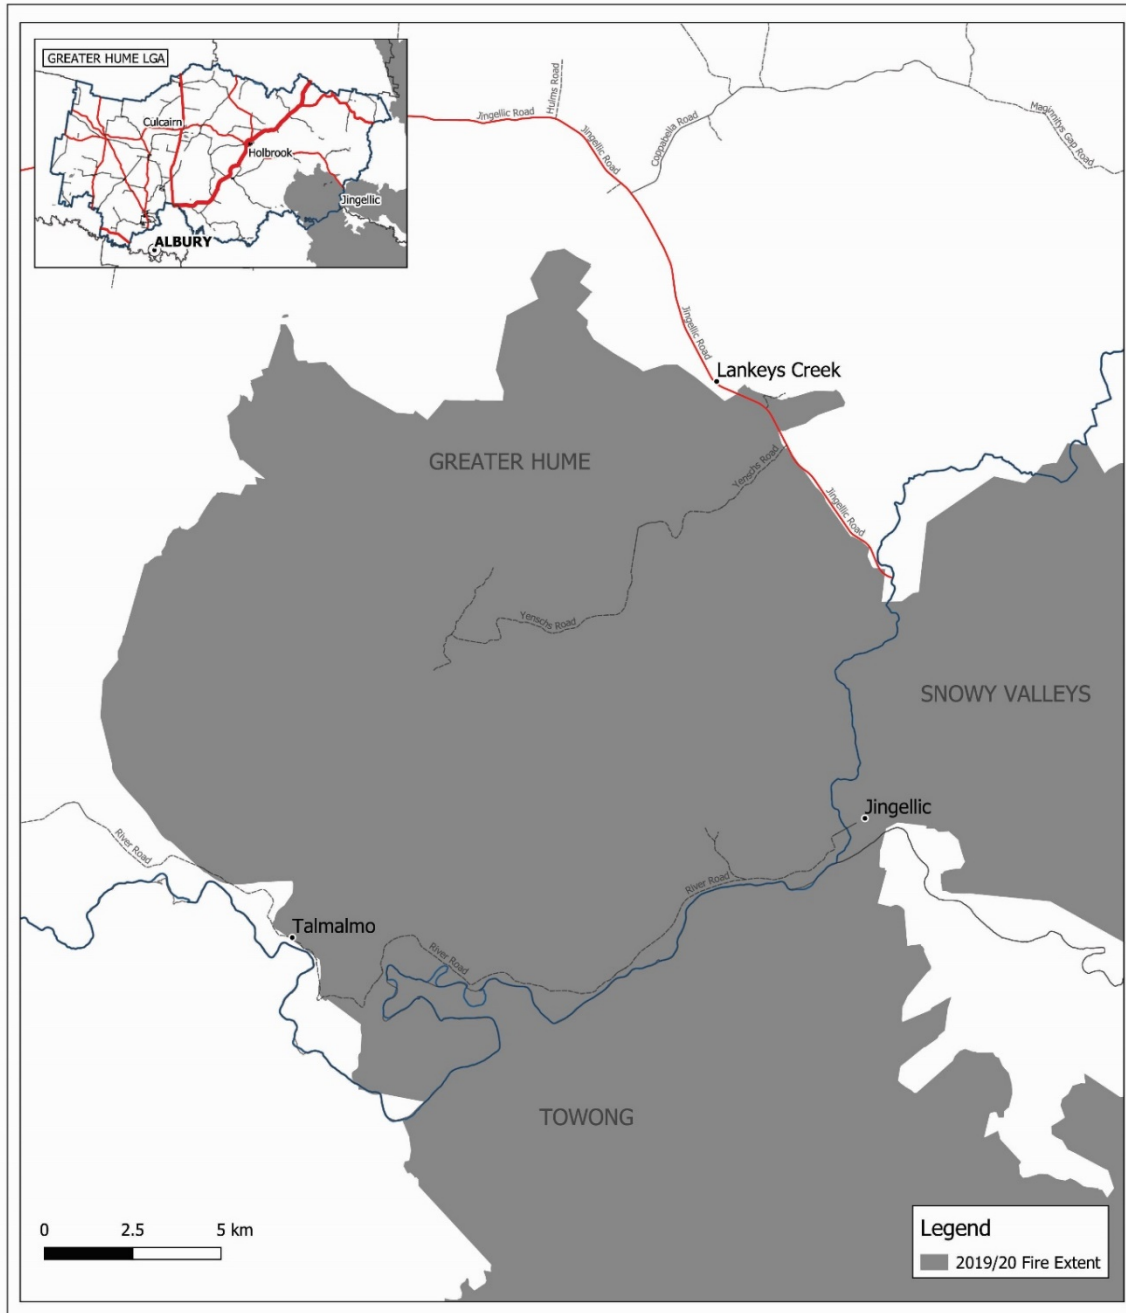 GREATER HUME LGA
Culcairn
Holbrook
Jingellic
ALBURY
Jingellic Road
Hulms Road
Jingellic Road
Coppabella Road
Maginnitys Gap Road
Jingellic Road
Lankeys Creek
GREATER HUME
Yenschs Road
Jingellic Road
Yenschs Road
SNOWY VALLEYS
Jingellic
River Road
River Road
Talmalmo
River Road
TOWONG
0 2.5 5 km
Legend
2019/20 Fire Extent